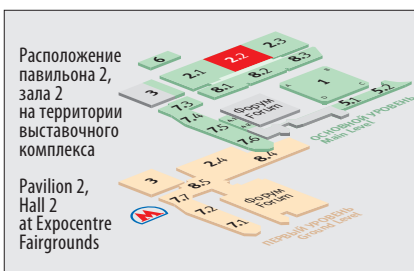 Расположение
павильона 2,
зала 2
на территории
выставочного
комплекса
Pavilion 2,
Hall 2
at Expocentre
Fairgrounds
6
2.1
2.2
2.3
8.1
8.2
8.3
3
1
A
B
C
D
7.3
7.4
7.5
7.6
Форум
Forum
5.1
5.2
ОСНОВНОЙ УРОВЕНЬ
Main Level
3
2.4
8.4
8.5
7.7
7.2
7.1
Форум
Forum
ПЕРВЫЙ УРОВЕНЬ
Ground Level
М